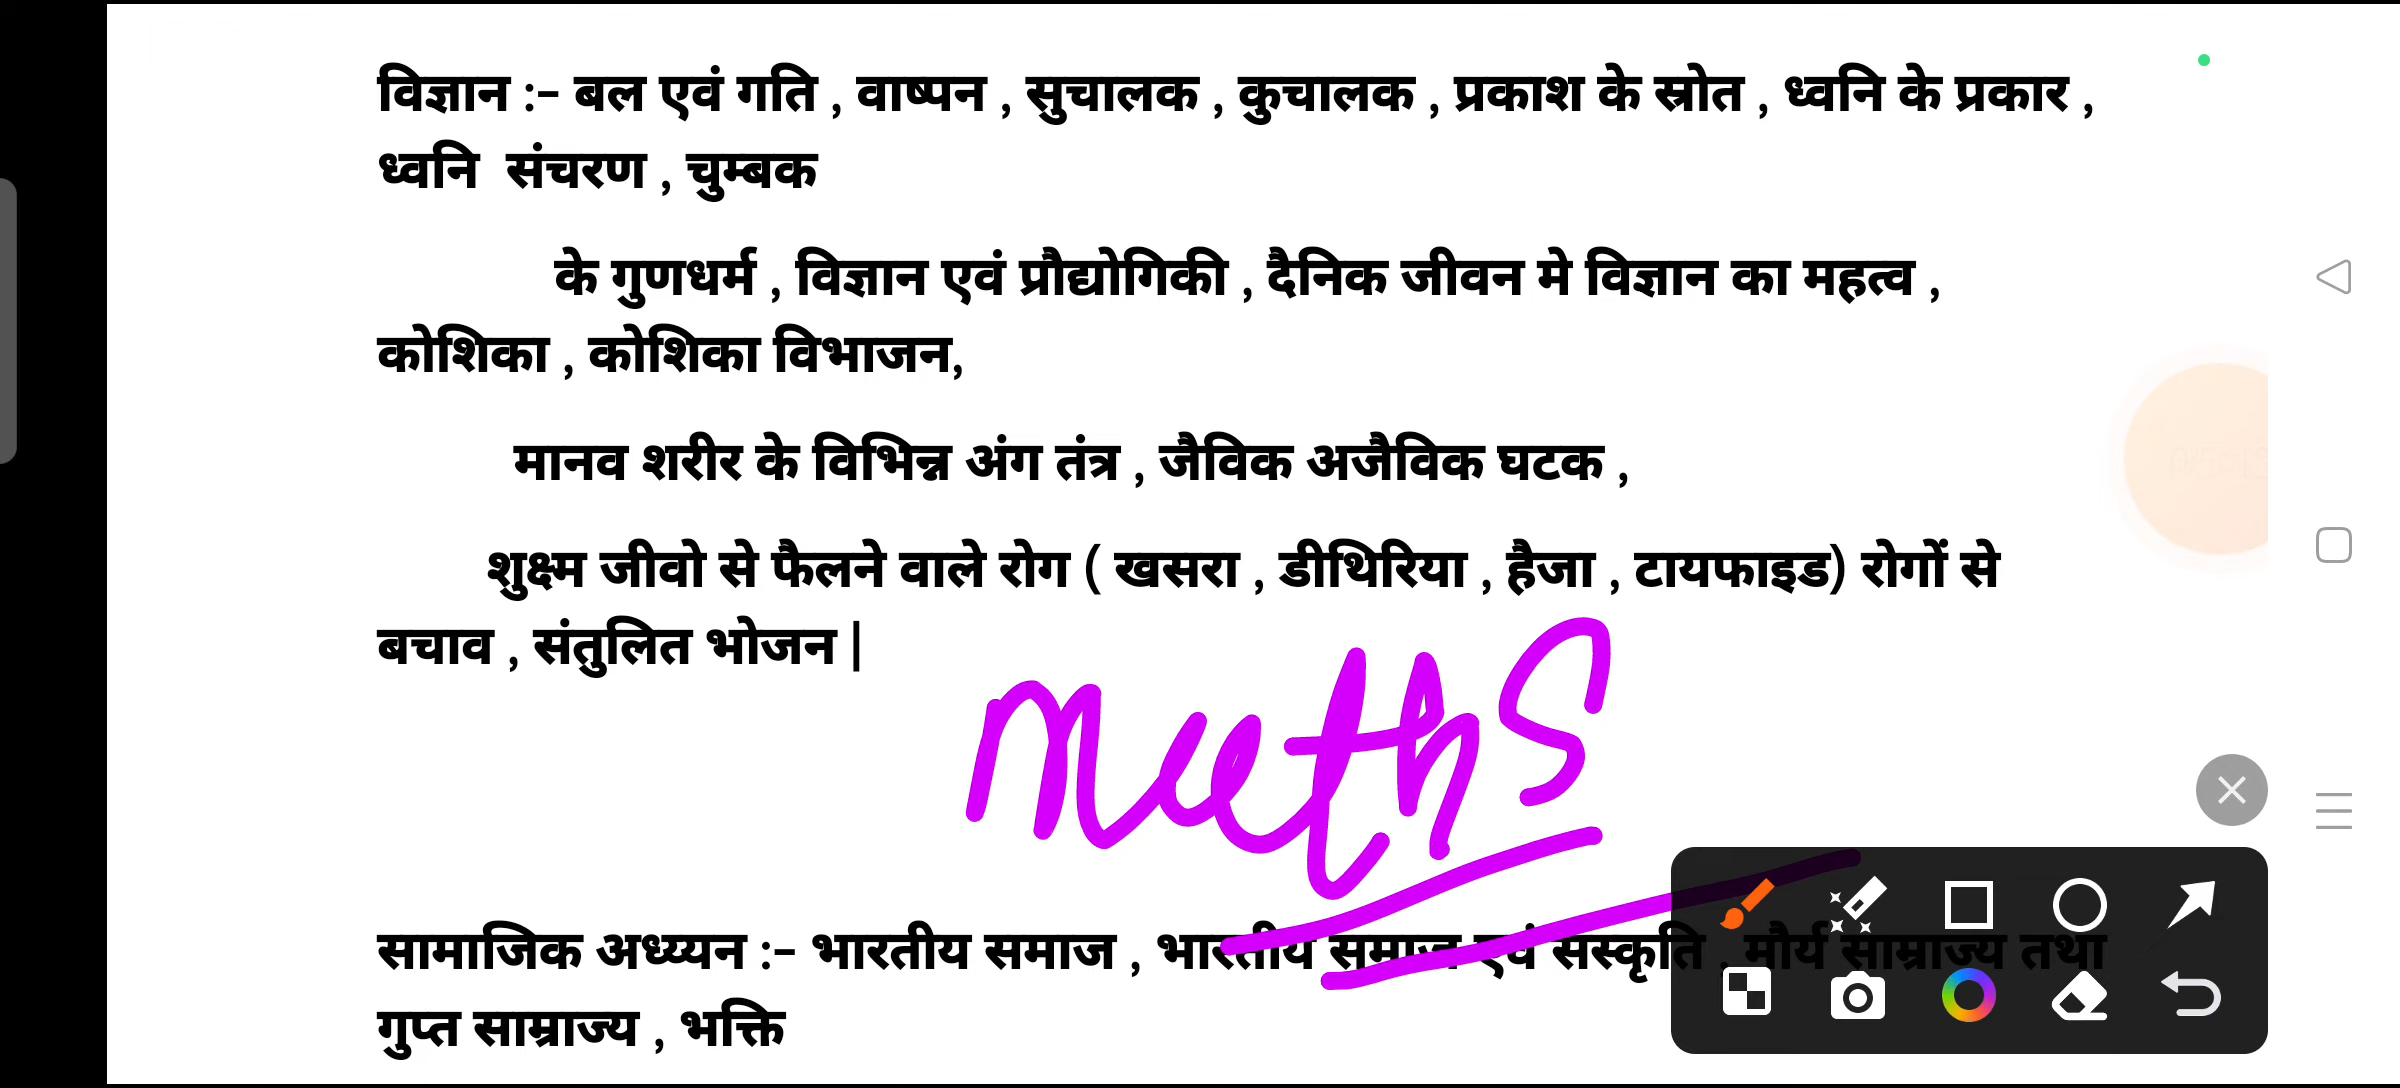 विज्ञान :- बल एवं गति , वाष्पन , सुचालक , कुचालक , प्रकाश के स्रोत , ध्वनि के प्रकार ,
ध्वनि संचरण , चुम्बक
के गुणधर्म , विज्ञान एवं प्रौद्योगिकी , दैनिक जीवन मे विज्ञान का महत्व ,
कोशिका , कोशिका विभाजन,
मानव शरीर के विभिन्न अंग तंत्र , जैविक अजैविक घटक ,
शुक्ष्म जीवो से फैलने वाले रोग ( खसरा , डीथिरिया , हैजा , टायफाइड) रोगों से
बचाव , संतुलित भोजन |
maths
सामाजिक अध्य्यन :- भारतीय समाज , भारतीय समाज एवं संस्कृति , मौर्य साम्राज्य तथा
गुप्त साम्राज्य , भक्ति